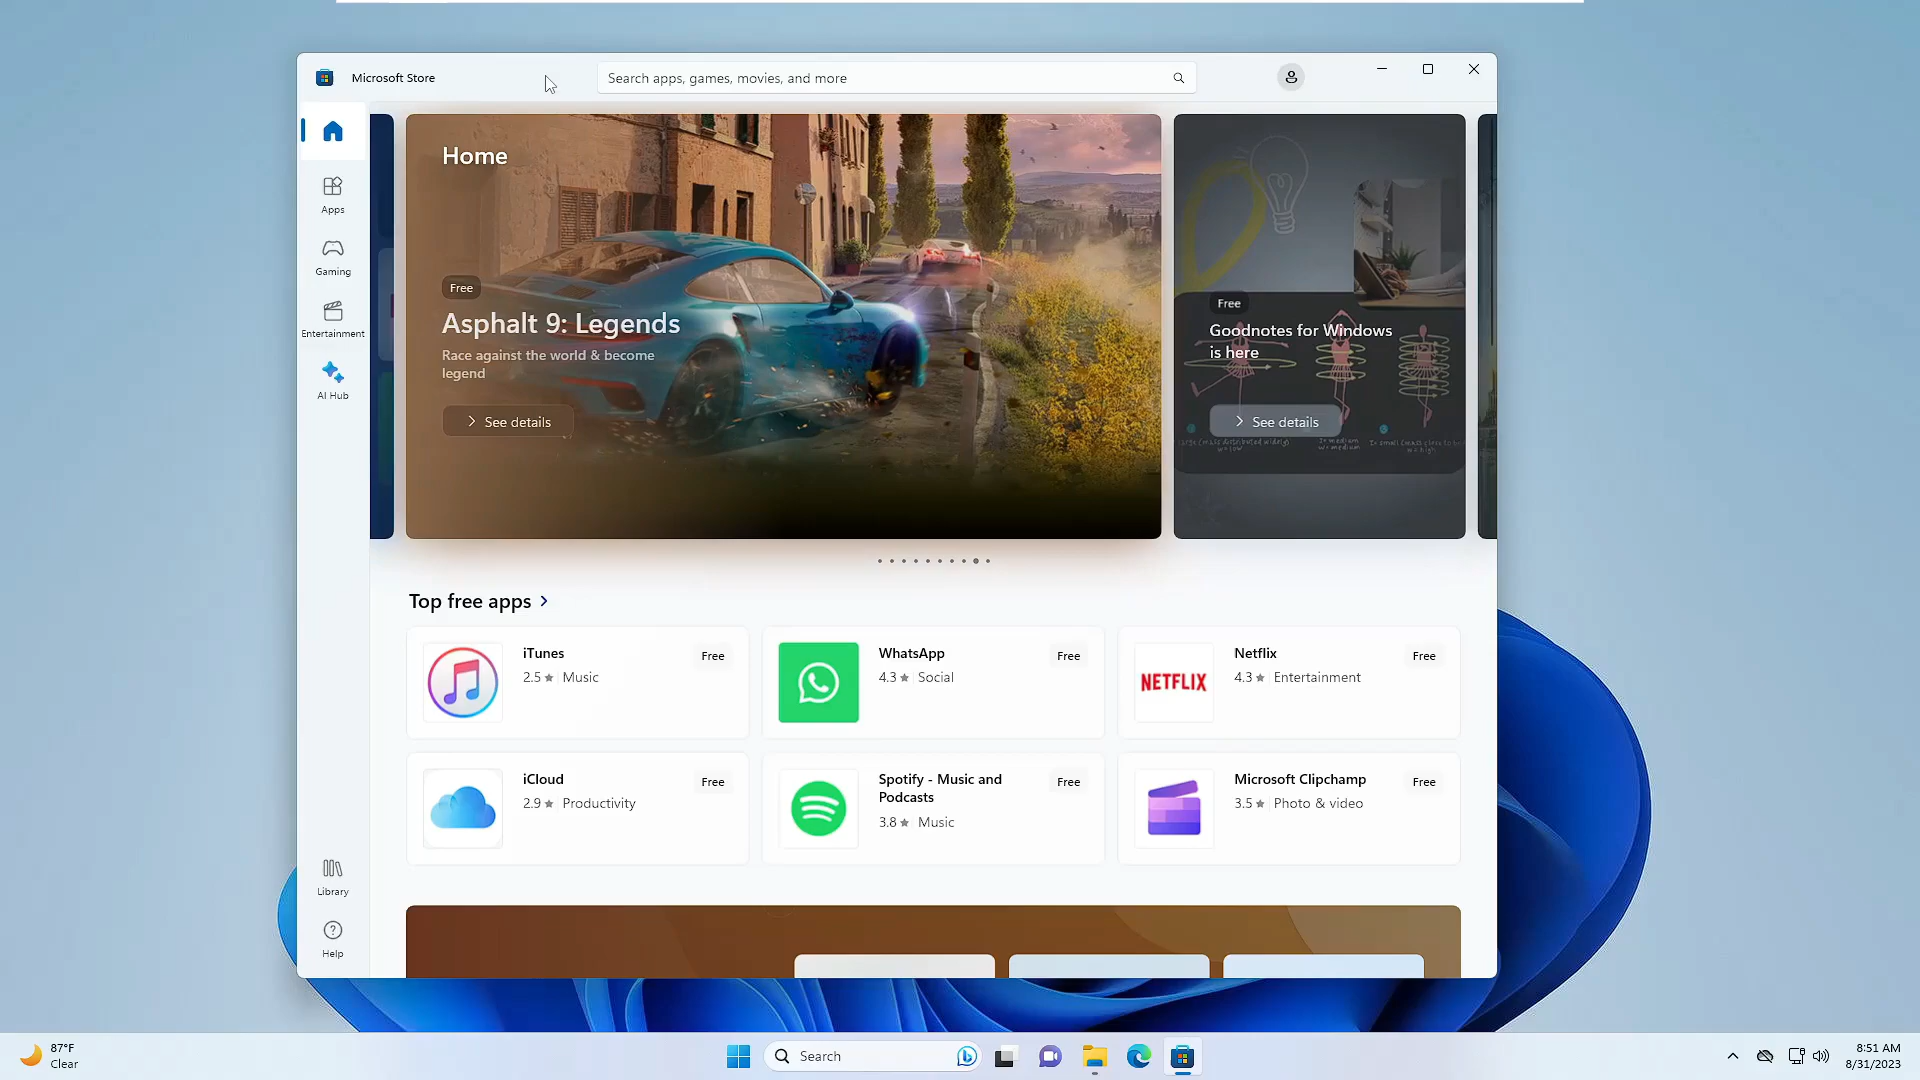 Microsoft Store
Search apps, games, movies, and more
Home
Apps
Gaming
Entertainment
AI Hub
Free
Asphalt 9: Legends
Race against the world & become
legend
See details
Free
Goodnotes for Windows
is here
See details
Top free apps
iTunes
Free
2.5 ★ Music
WhatsApp
Free
4.3 ★ Social
NETFLIX
Netflix
Free
4.3 ★ Entertainment
iCloud
Free
2.9 ★ Productivity
Spotify - Music and
Podcasts
Free
3.8 ★ Music
Microsoft Clipchamp
Free
3.5 ★ Photo & video
Library
Help
87°F
Clear
Search
8:51 AM
8/31/2023